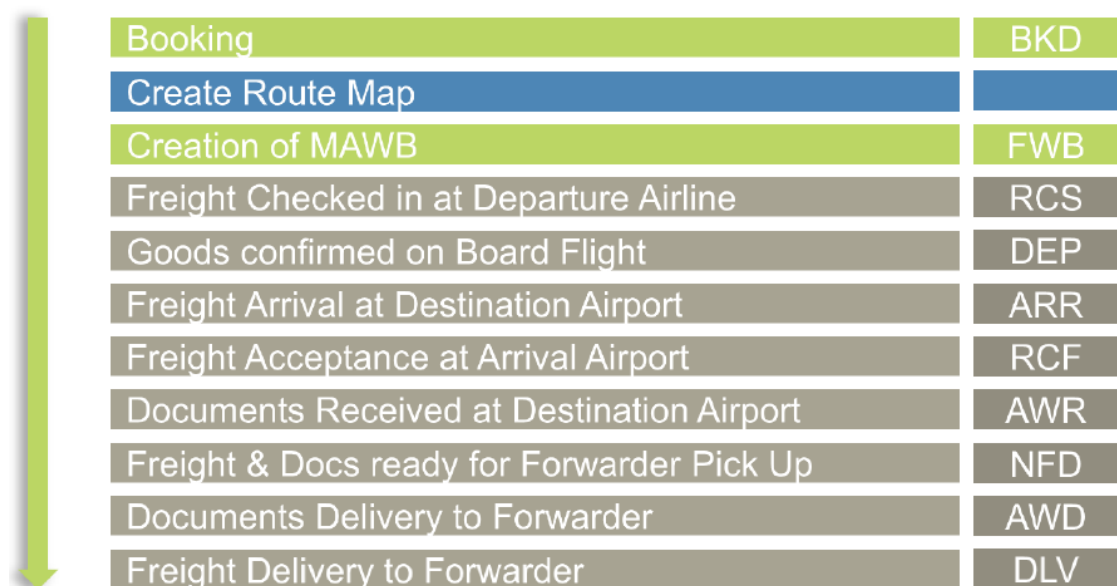 Booking BKD
Create Route Map
Creation of MAWB FWB
Freight Checked in at Departure Airline RCS
Goods confirmed on Board Flight DEP
Freight Arrival at Destination Airport ARR
Freight Acceptance at Arrival Airport RCF
Documents Received at Destination Airport AWR
Freight & Docs ready for Forwarder Pick Up NFD
Documents Delivery to Forwarder AWD
Freight Delivery to Forwarder DLV